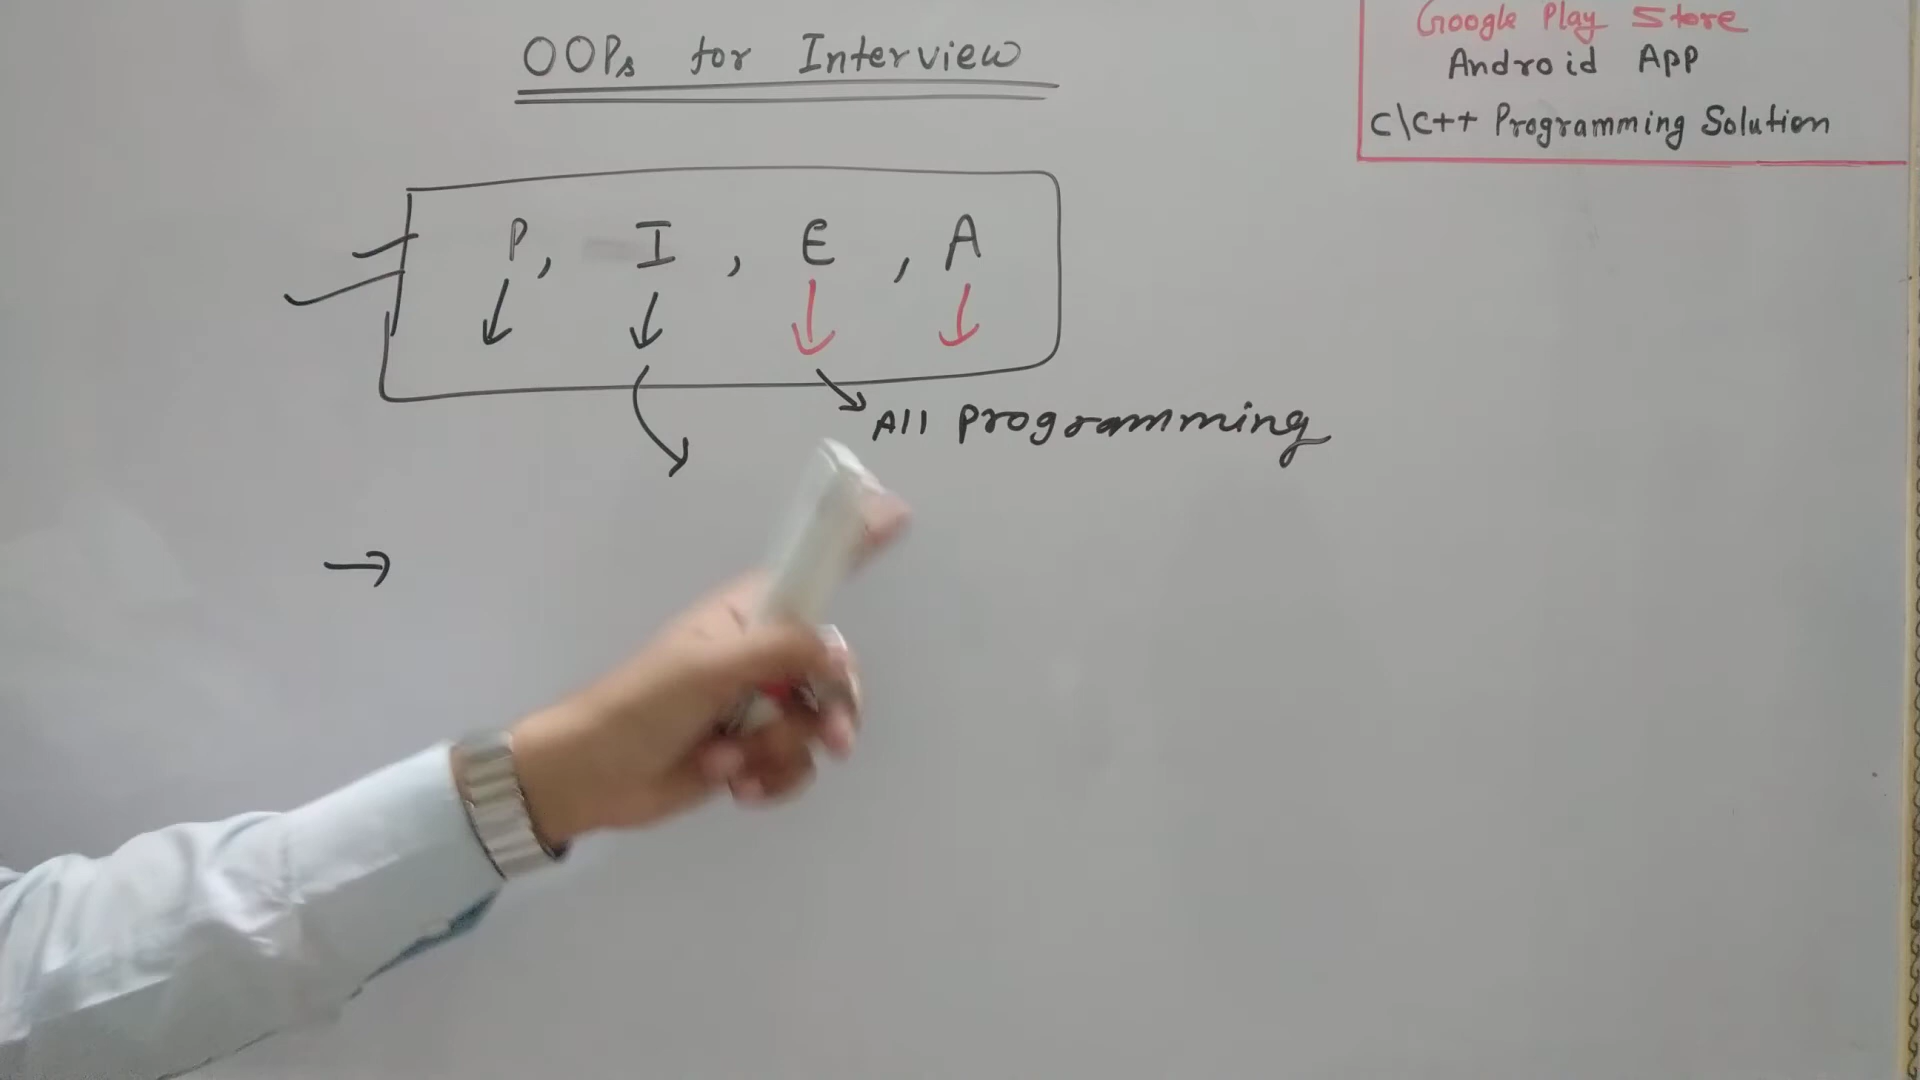 OOPs for Interview
P, I, E, A
All Programming
Google Play Store
Android App
C\C++ Programming Solution